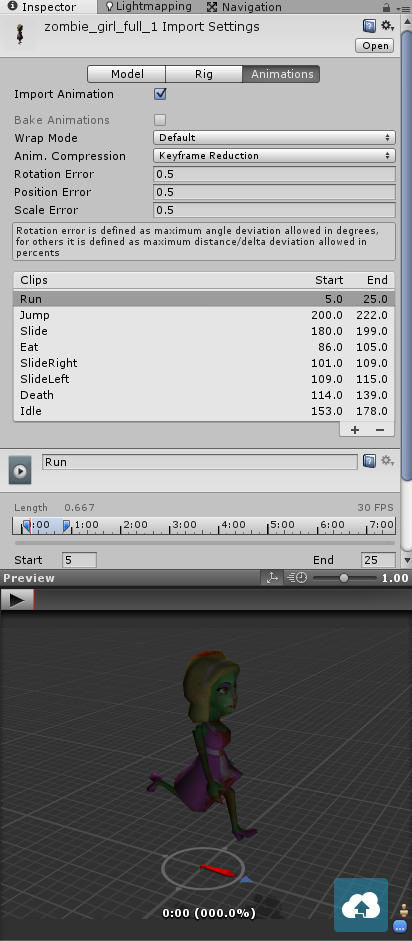 Inspector Lightmapping Navigation
zombie_girl_full_1 Import Settings
Open
Model Rig Animations
Import Animation
Bake Animations
Wrap Mode Default
Anim. Compression Keyframe Reduction
Rotation Error 0.5
Position Error 0.5
Scale Error 0.5
Rotation error is defined as maximum angle deviation allowed in degrees,
for others it is defined as maximum distance/delta deviation allowed in
percents
Clips Start End
Run 5.0 25.0
Jump 200.0 222.0
Slide 180.0 199.0
Eat 86.0 105.0
SlideRight 101.0 109.0
SlideLeft 109.0 115.0
Death 114.0 139.0
Idle 153.0 178.0
+ −
Run
Length 0.667 30 FPS
0:00 1:00 2:00 3:00 4:00 5:00 6:00 7:00
Start 5 End 25
Preview 1.00
0:00 (000.0%)